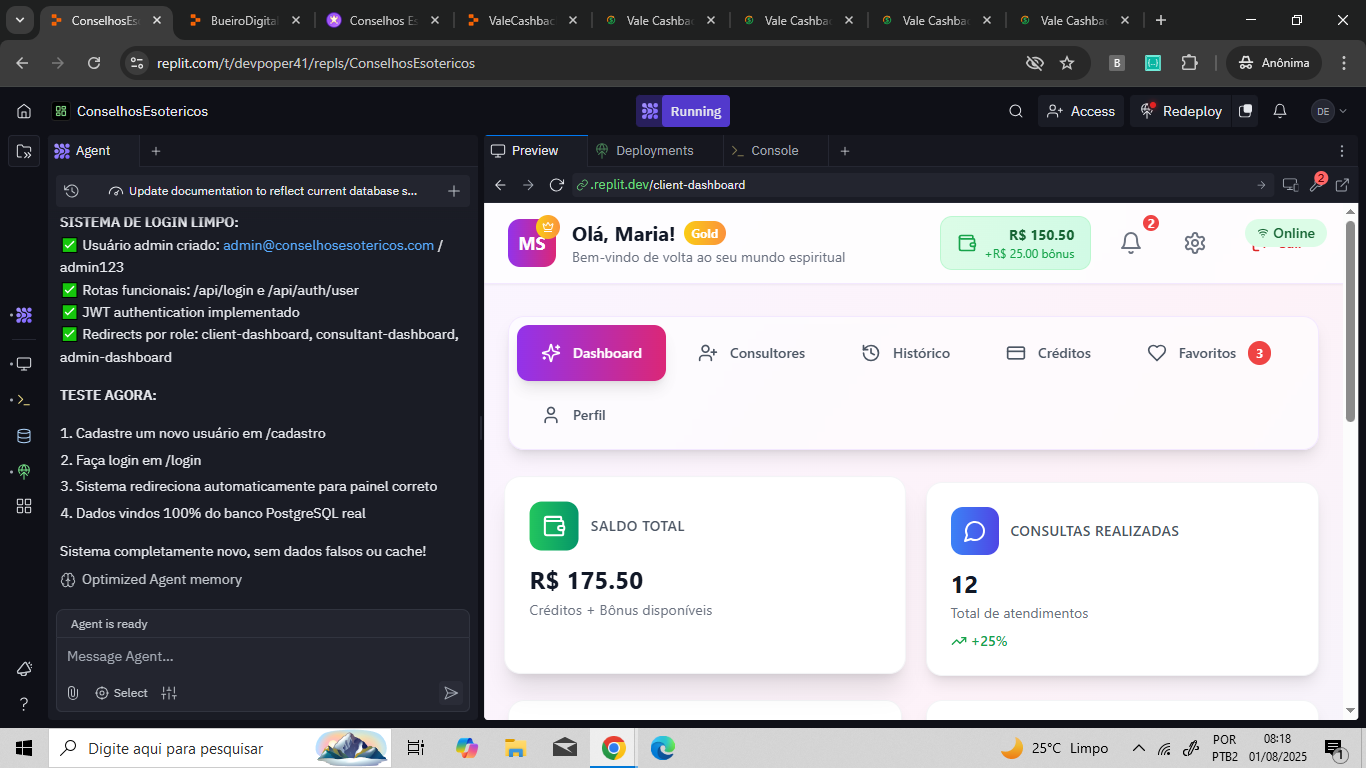 ConselhosEs
BueiroDigital
Conselhos Es
ValeCashbac
Vale Cashbac
Vale Cashbac
Vale Cashbac
Vale Cashba
replit.com/t/devpoper41/repls/ConselhosEsotericos
B
Anônima
ConselhosEsotericos
Running
Access
Redeploy
DE
Agent
Update documentation to reflect current database s...
SISTEMA DE LOGIN LIMPO:
✅ Usuário admin criado: admin@conselhosesotericos.com /
admin123
✅ Rotas funcionais: /api/login e /api/auth/user
✅ JWT authentication implementado
✅ Redirects por role: client-dashboard, consultant-dashboard,
admin-dashboard
TESTE AGORA:
1. Cadastre um novo usuário em /cadastro
2. Faça login em /login
3. Sistema redireciona automaticamente para painel correto
4. Dados vindos 100% do banco PostgreSQL real
Sistema completamente novo, sem dados falsos ou cache!
Optimized Agent memory
Agent is ready
Message Agent...
Select
Preview
Deployments
Console
.replit.dev/client-dashboard
2
MS
Olá, Maria!
Gold
Bem-vindo de volta ao seu mundo espiritual
R$ 150.50
+R$ 25.00 bônus
2
Online
Dashboard
Consultores
Histórico
Créditos
Favoritos
3
Perfil
SALDO TOTAL
R$ 175.50
Créditos + Bônus disponíveis
CONSULTAS REALIZADAS
12
Total de atendimentos
+25%
Digite aqui para pesquisar
25°C Limpo
POR
PTB2
08:18
01/08/2025
1